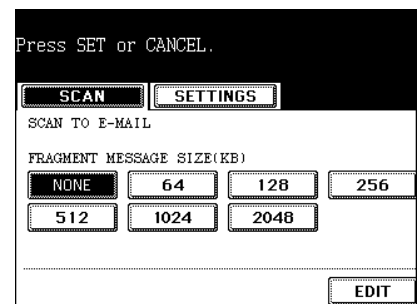 Press SET or CANCEL.
SCAN SETTINGS
SCAN TO E-MAIL
FRAGMENT MESSAGE SIZE(KB)
NONE 64 128 256
512 1024 2048
EDIT